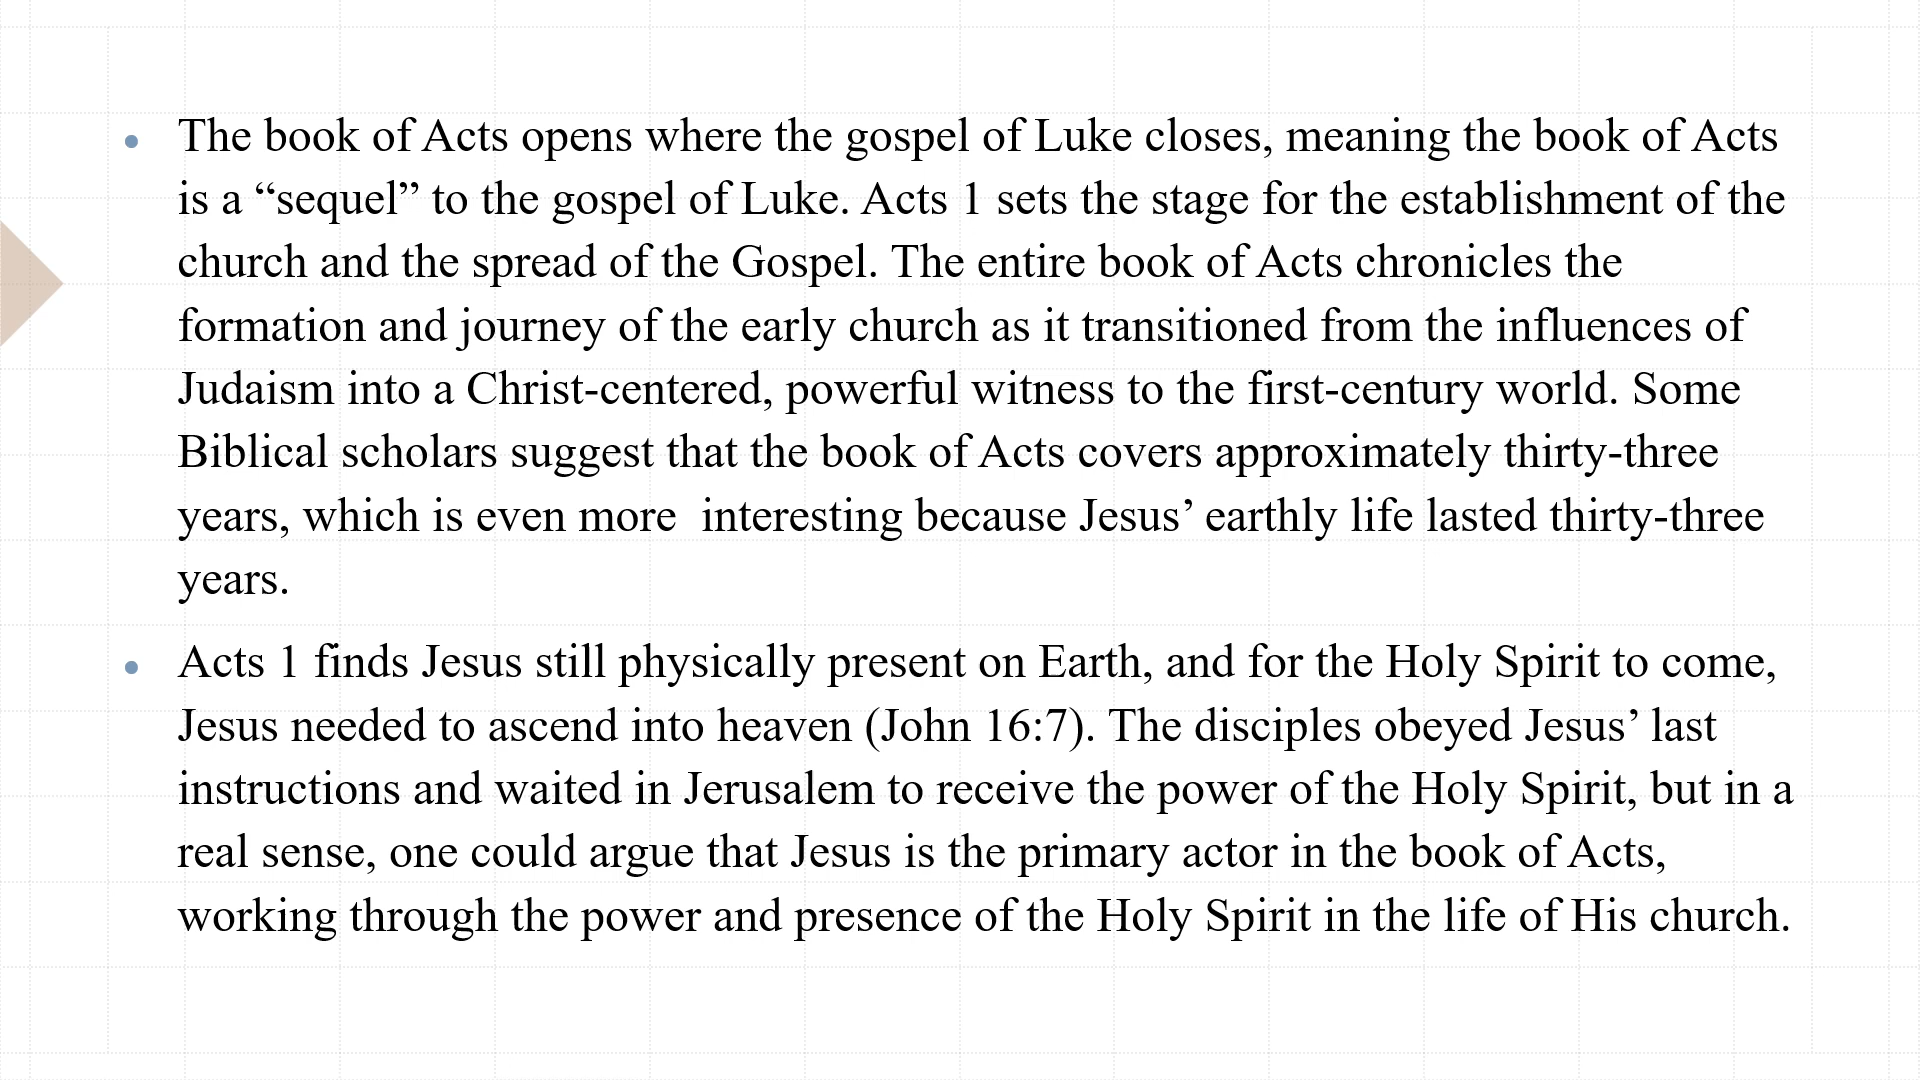 • The book of Acts opens where the gospel of Luke closes, meaning the book of Acts
is a “sequel” to the gospel of Luke. Acts 1 sets the stage for the establishment of the
church and the spread of the Gospel. The entire book of Acts chronicles the
formation and journey of the early church as it transitioned from the influences of
Judaism into a Christ-centered, powerful witness to the first-century world. Some
Biblical scholars suggest that the book of Acts covers approximately thirty-three
years, which is even more  interesting because Jesus’ earthly life lasted thirty-three
years.
• Acts 1 finds Jesus still physically present on Earth, and for the Holy Spirit to come,
Jesus needed to ascend into heaven (John 16:7). The disciples obeyed Jesus’ last
instructions and waited in Jerusalem to receive the power of the Holy Spirit, but in a
real sense, one could argue that Jesus is the primary actor in the book of Acts,
working through the power and presence of the Holy Spirit in the life of His church.